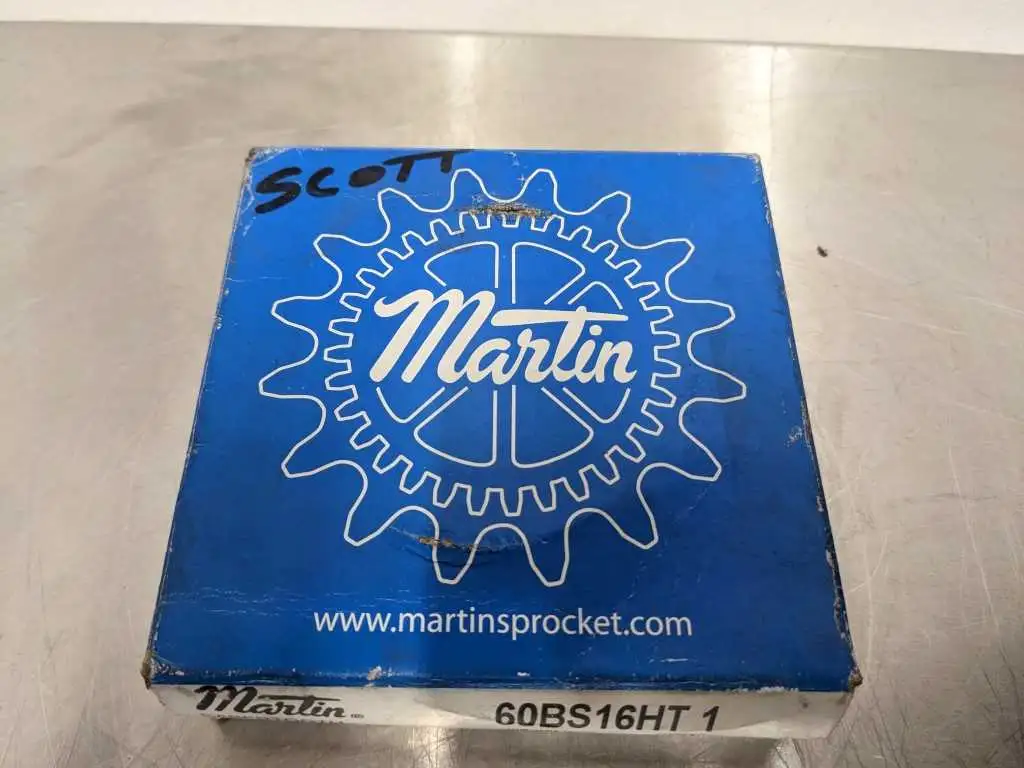 SCOTT
Martin
www.martinsprocket.com
Martin ® 60BS16HT 1